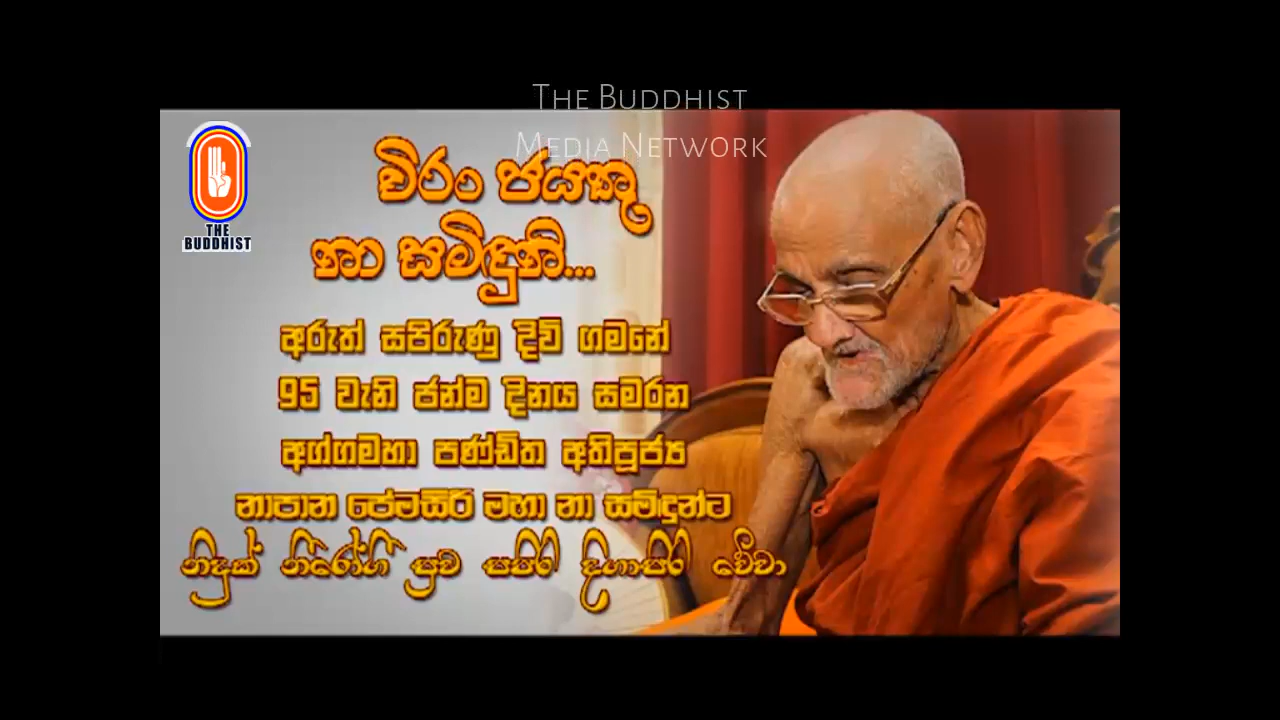 THE BUDDHIST
MEDIA NETWORK
THE
BUDDHIST
චිරං ජයතු
නා සමිඳුනි...
අරුත් සපිරුණු දිවි ගමනේ
95 වැනි ජන්ම දිනය සමරන
අග්ගමහා පණ්ඩිත අතිපූජ්‍ය
නාපාන පේමසිරි මහා නා සමිඳුන්ට
නිදුක් නිරෝගී සුව සපිරි දිගාසිරි වේවා